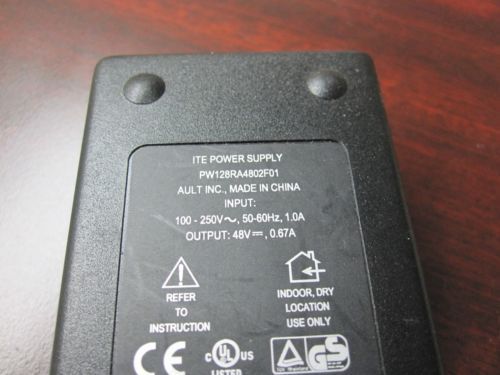 ITE POWER SUPPLY
PW128RA4802F01
AULT INC., MADE IN CHINA
INPUT:
100 - 250V～, 50-60Hz, 1.0A
OUTPUT: 48V⎓, 0.67A
REFER
TO
INSTRUCTION
INDOOR, DRY
LOCATION
USE ONLY
CE
c UL US
LISTED
GS